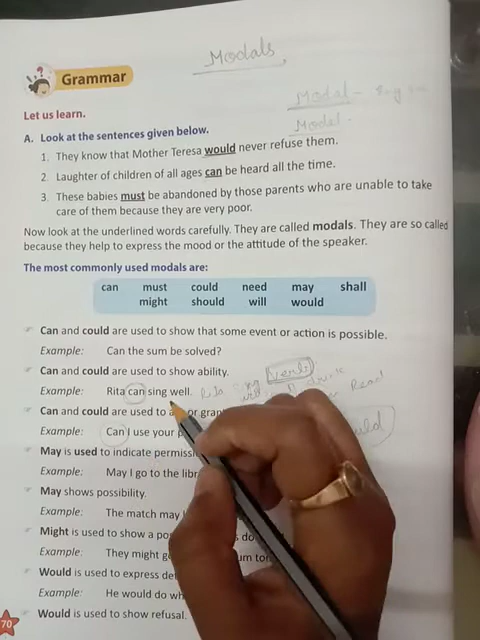 Modals
Grammar
Modal -
Model -
Let us learn.
A. Look at the sentences given below.
1. They know that Mother Teresa would never refuse them.
2. Laughter of children of all ages can be heard all the time.
3. These babies must be abandoned by those parents who are unable to take
care of them because they are very poor.
Now look at the underlined words carefully. They are called modals. They are so called
because they help to express the mood or the attitude of the speaker.
The most commonly used modals are:
can must could need may shall
might should will would
Can and could are used to show that some event or action is possible.
Example: Can the sum be solved?
Can and could are used to show ability.
verb
Example: Rita can sing well.
Read
Can and could are used to
Example: Can I use your
May is used to indicate
Example: May I go to the
May shows possibility.
Example: The match may
Might is used to show a
Example: They might
Would is used to express
Example: He would do
Would is used to show refusal.
70